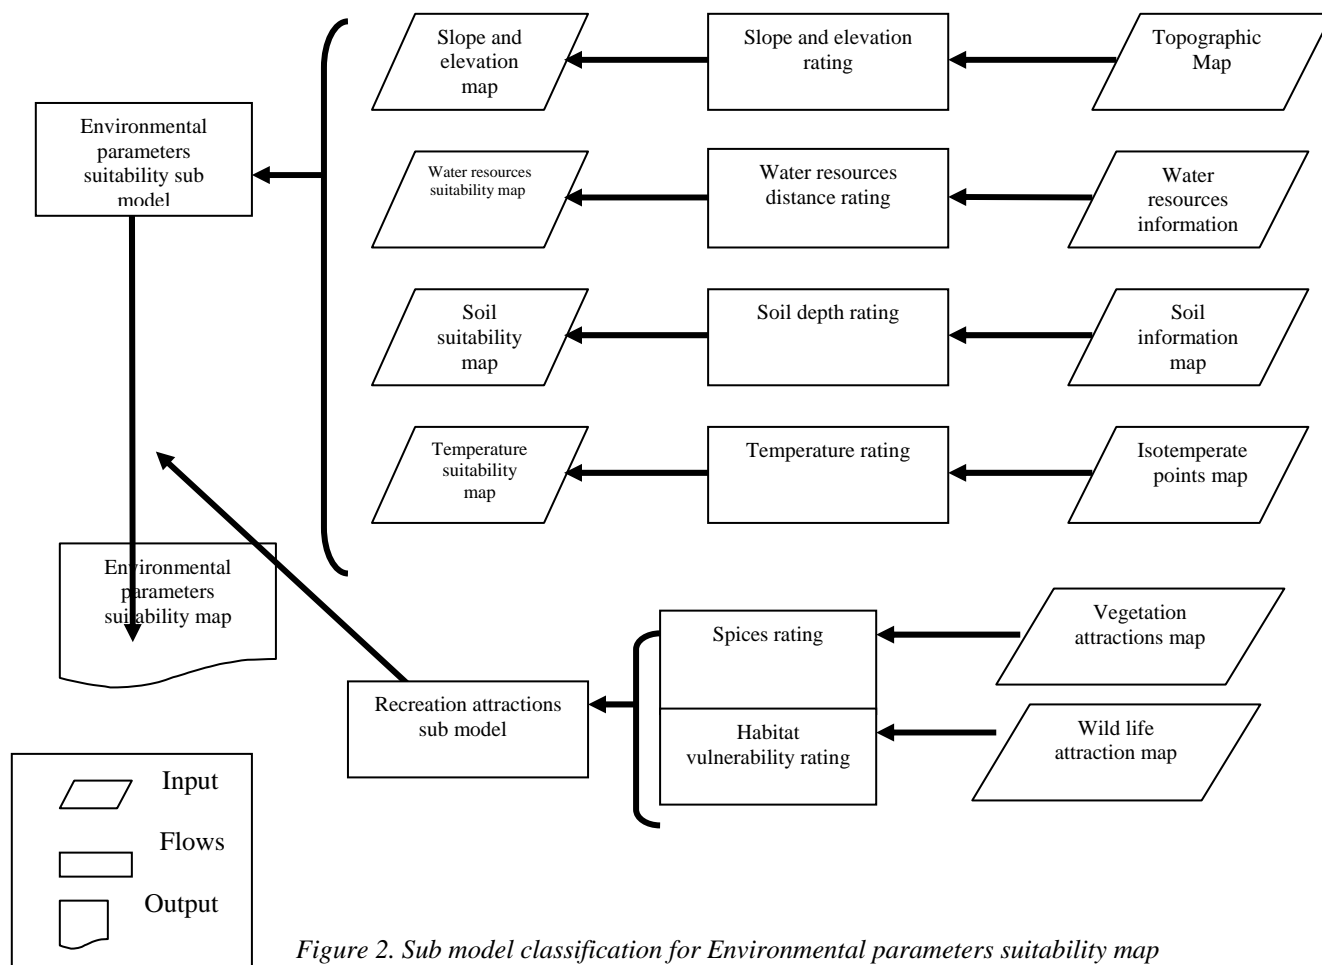 Slope and
elevation
map
Slope and elevation
rating
Topographic
Map
Environmental
parameters
suitability sub
model
Water resources
suitability map
Water resources
distance rating
Water
resources
information
Soil
suitability
map
Soil depth rating
Soil
information
map
Temperature
suitability
map
Temperature rating
Isotemperate
points map
Environmental
parameters
suitability map
Spices rating
Vegetation
attractions map
Recreation attractions
sub model
Habitat
vulnerability rating
Wild life
attraction map
Input
Flows
Output
Figure 2. Sub model classification for Environmental parameters suitability map